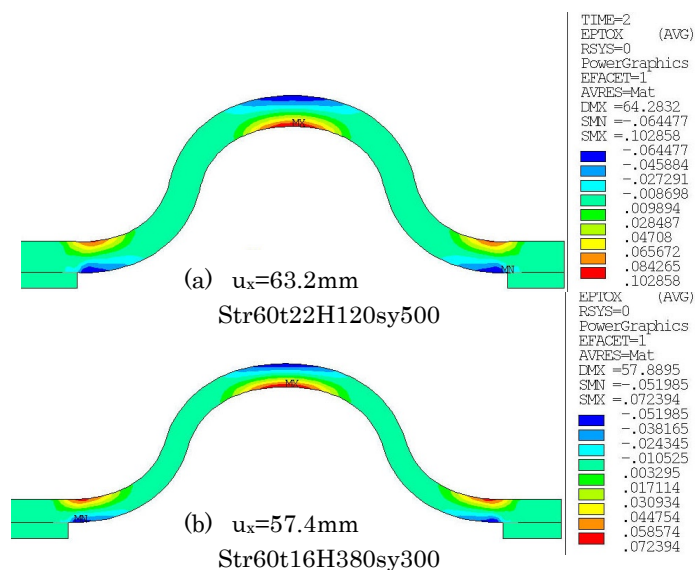 TIME=2
EPTOX (AVG)
RSYS=0
PowerGraphics
EFACET=1
AVRES=Mat
DMX =64.2832
SMN =-.064477
SMX =.102858
-.064477
-.045884
-.027291
-.008698
.009894
.028487
.04708
.065672
.084265
.102858
MX
MN
(a) ux=63.2mm
Str60t22H120sy500
EPTOX (AVG)
RSYS=0
PowerGraphics
EFACET=1
AVRES=Mat
DMX =57.8895
SMN =-.051985
SMX =.072394
-.051985
-.038165
-.024345
-.010525
.003295
.017114
.030934
.044754
.058574
.072394
MX
MN
(b) ux=57.4mm
Str60t16H380sy300